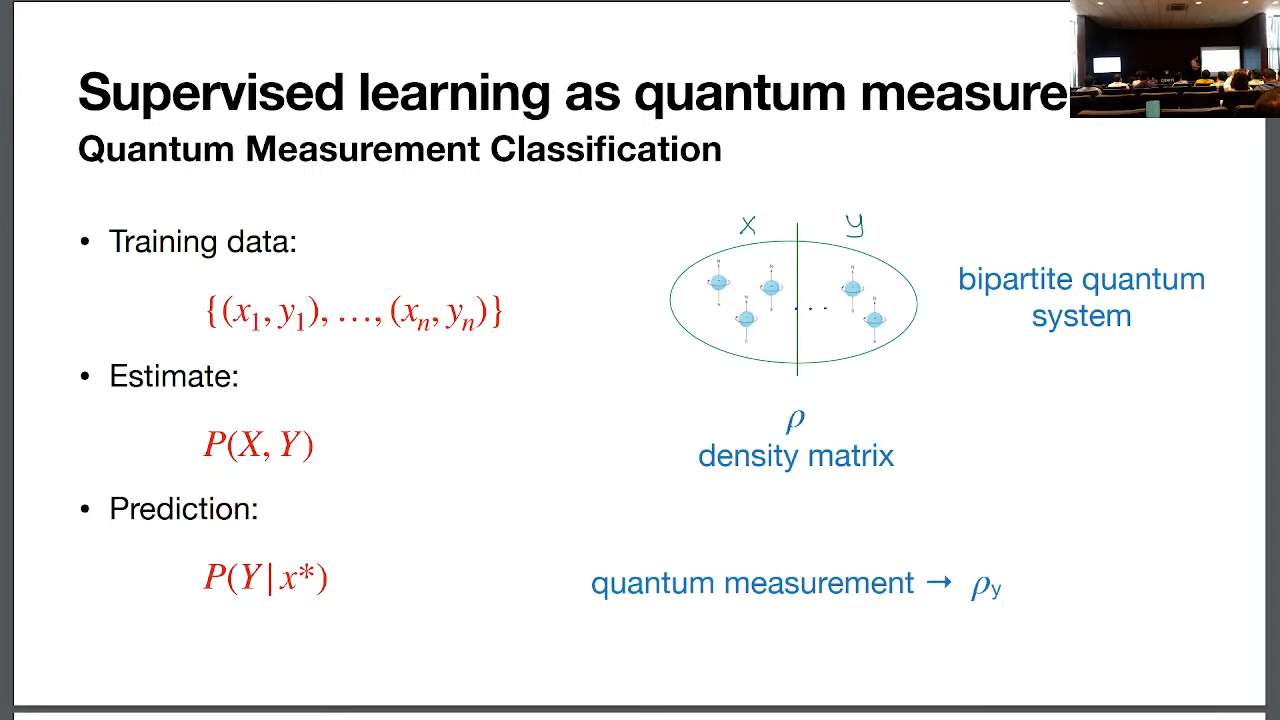 Supervised learning as quantum measure
Quantum Measurement Classification
• Training data:
{(x₁, y₁), …, (xₙ, yₙ)}
• Estimate:
P(X, Y)
• Prediction:
P(Y | x*)
x y
bipartite quantum
system
. . .
ρ
density matrix
quantum measurement → ρ_y